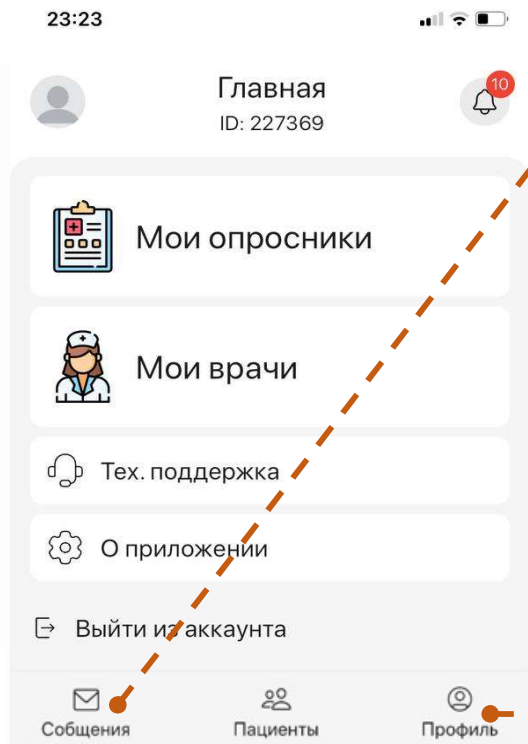 23:23
Главная
10
ID: 227369
Мои опросники
Мои врачи
Тех. поддержка
О приложении
Выйти из аккаунта
Собщения Пациенты Профиль